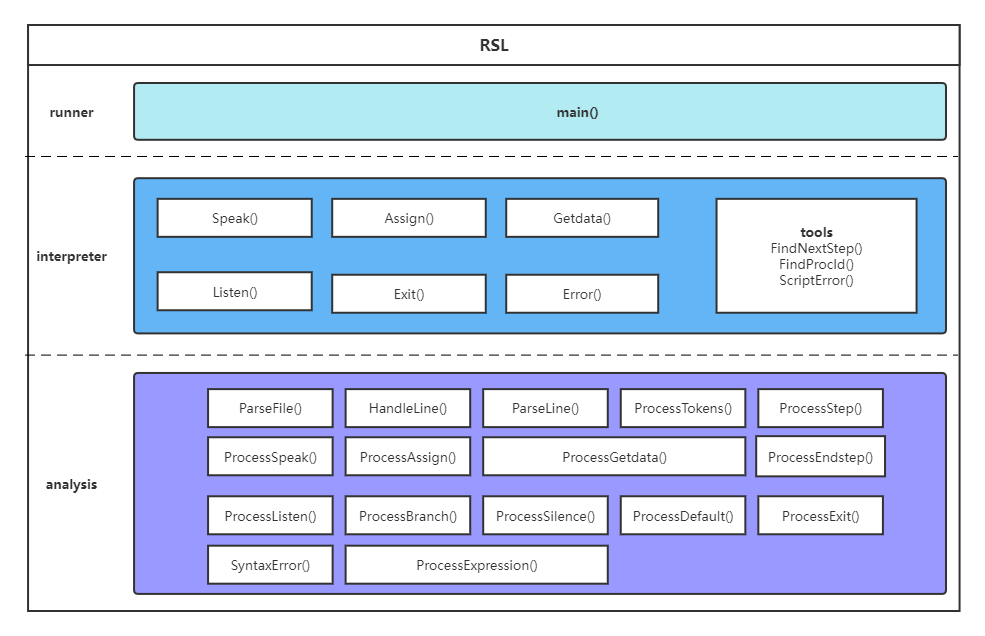 RSL
runner
main()
interpreter
Speak()
Assign()
Getdata()
Listen()
Exit()
Error()
tools
FindNextStep()
FindProcId()
ScriptError()
analysis
ParseFile()
HandleLine()
ParseLine()
ProcessTokens()
ProcessStep()
ProcessSpeak()
ProcessAssign()
ProcessGetdata()
ProcessEndstep()
ProcessListen()
ProcessBranch()
ProcessSilence()
ProcessDefault()
ProcessExit()
SyntaxError()
ProcessExpression()